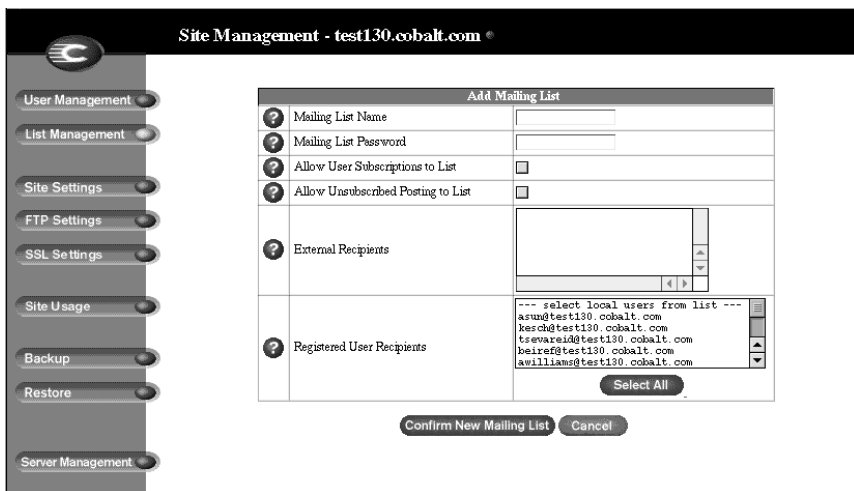 Site Management - test130.cobalt.com
C
User Management
List Management
Site Settings
FTP Settings
SSL Settings
Site Usage
Backup
Restore
Server Management
Add Mailing List
? Mailing List Name
? Mailing List Password
? Allow User Subscriptions to List
? Allow Unsubscribed Posting to List
? External Recipients
? Registered User Recipients
--- select local users from list ---
asun@test130.cobalt.com
kesch@test130.cobalt.com
tsevareid@test130.cobalt.com
beiref@test130.cobalt.com
awilliams@test130.cobalt.com
Select All
Confirm New Mailing List
Cancel